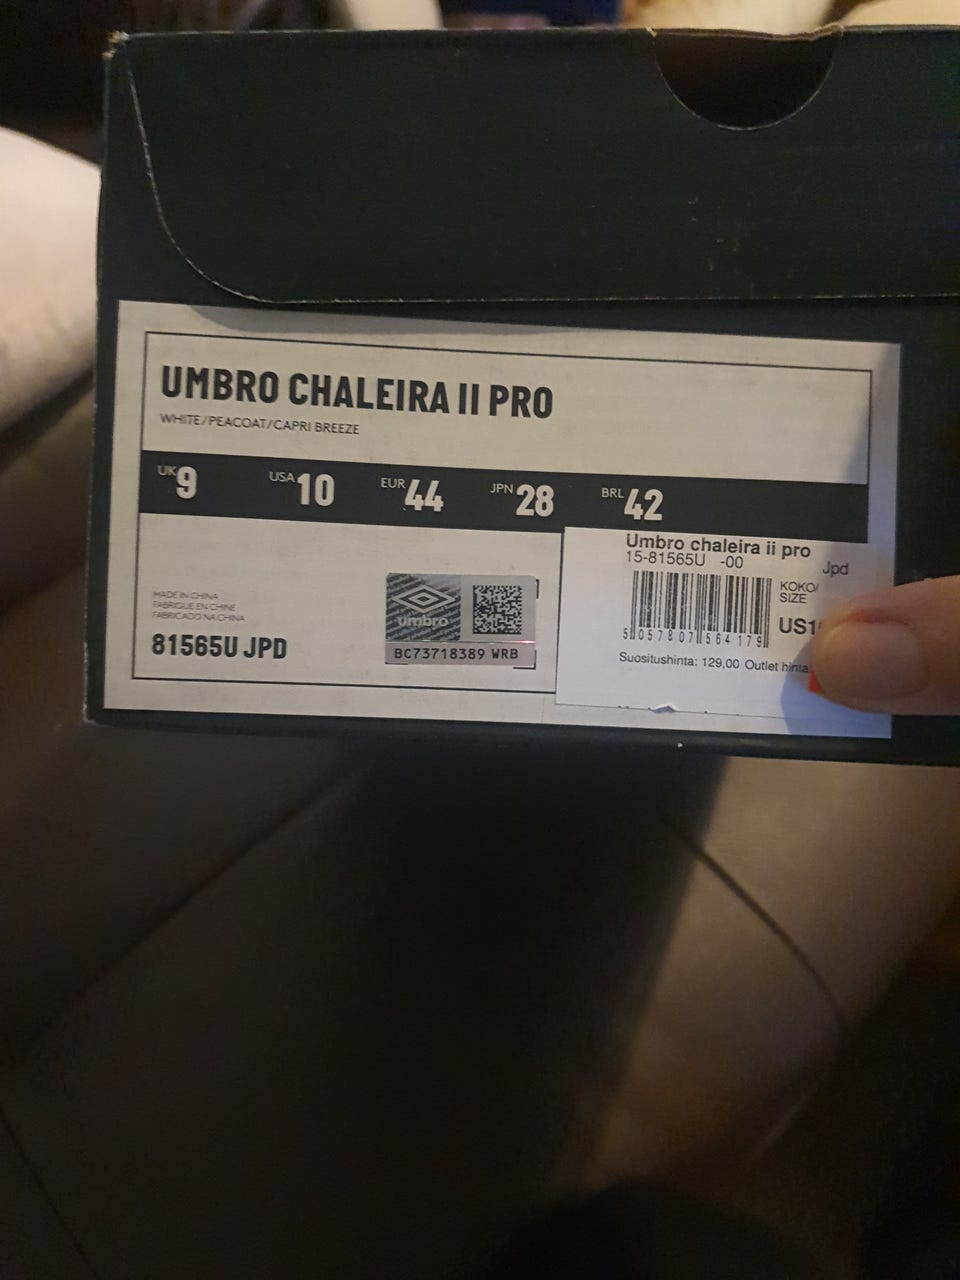 UMBRO CHALEIRA II PRO
WHITE/PEACOAT/CAPRI BREEZE
UK 9 USA 10 EUR 44 JPN 28 BRL 42
Umbro chaleira ii pro
15-81565U -00 Jpd
KOKO/
SIZE
US1
5 057807 564179
Suositushinta: 129,00 Outlet hinta
MADE IN CHINA
FABRIQUE EN CHINE
FABRICADO NA CHINA
81565U JPD
umbro
BC73718389 WRB